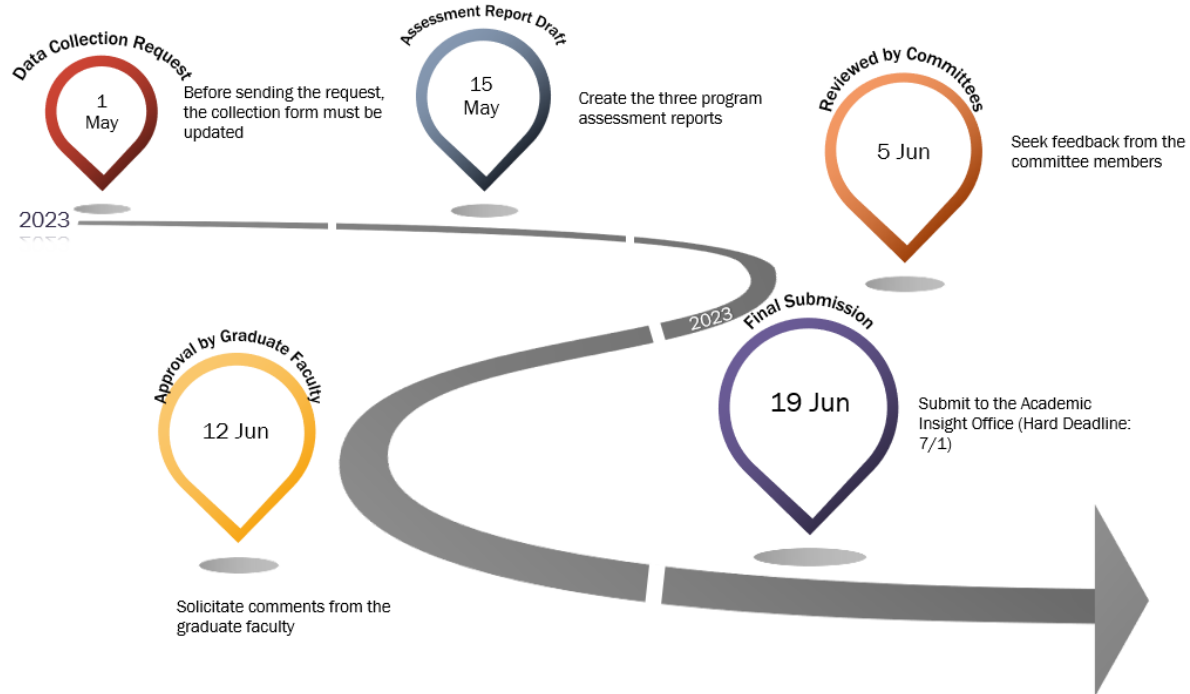 Data Collection Request
1
May
Before sending the request,
the collection form must be
updated
Assessment Report Draft
15
May
Create the three program
assessment reports
Reviewed by Committees
5 Jun
Seek feedback from the
committee members
2023
2023
Approval by Graduate Faculty
12 Jun
Solicitate comments from the
graduate faculty
Final Submission
19 Jun
Submit to the Academic
Insight Office (Hard Deadline:
7/1)